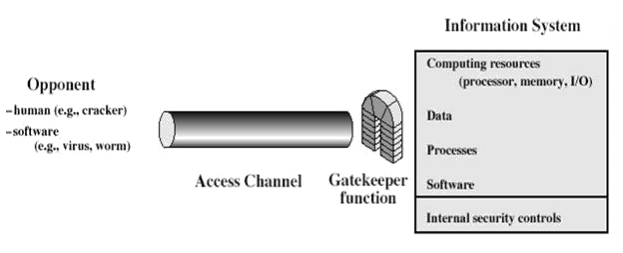 Information System
Opponent
–human (e.g., cracker)
–software
(e.g., virus, worm)
Access Channel
Gatekeeper
function
Computing resources
(processor, memory, I/O)
Data
Processes
Software
Internal security controls